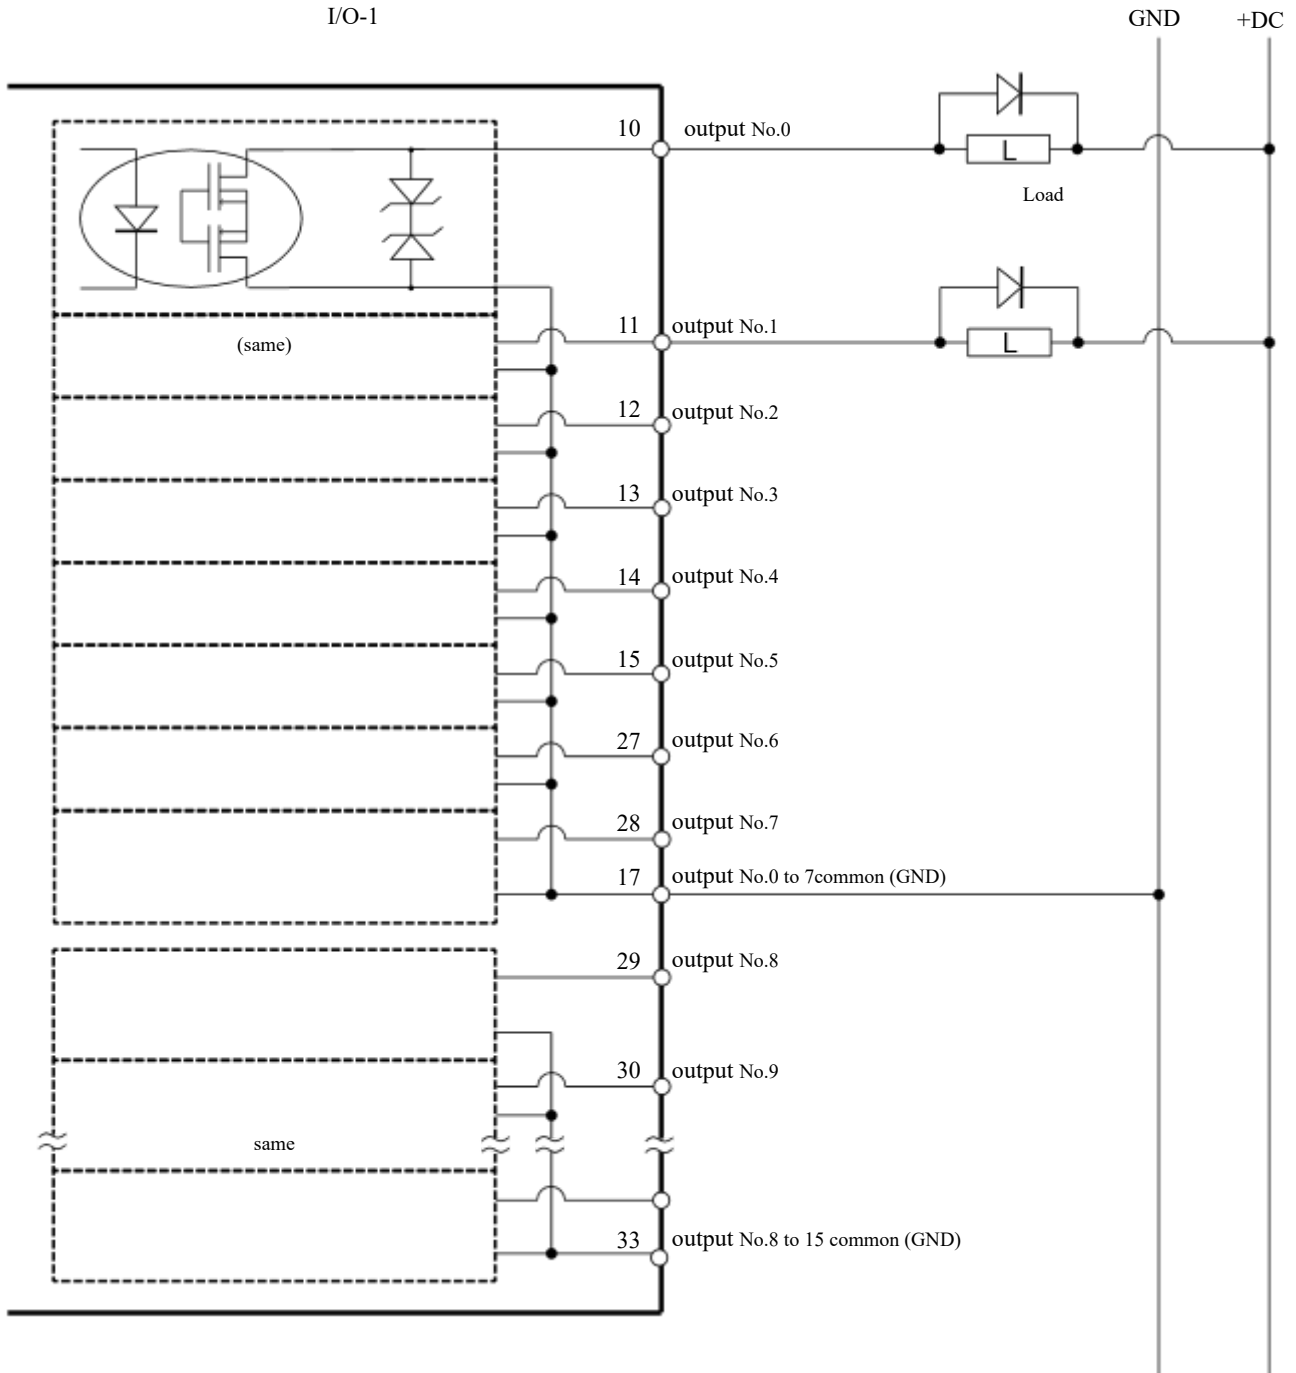 I/O-1
GND +DC
10 output No.0
L
Load
11 output No.1
(same)
L
12 output No.2
13 output No.3
14 output No.4
15 output No.5
27 output No.6
28 output No.7
17 output No.0 to 7common (GND)
29 output No.8
30 output No.9
same
33 output No.8 to 15 common (GND)